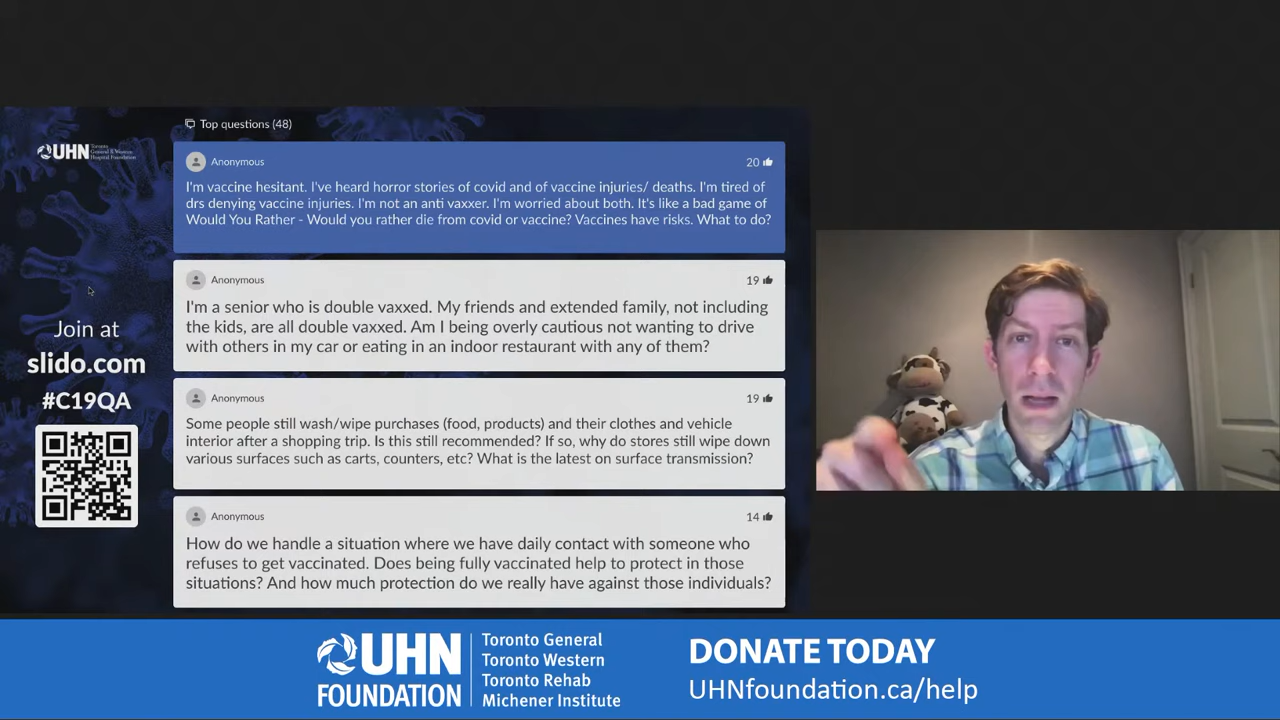 Top questions (48)
UHN Toronto
General & Western
Hospital Foundation
Anonymous
20
I'm vaccine hesitant. I've heard horror stories of covid and of vaccine injuries/ deaths. I'm tired of
drs denying vaccine injuries. I'm not an anti vaxxer. I'm worried about both. It's like a bad game of
Would You Rather - Would you rather die from covid or vaccine? Vaccines have risks. What to do?
Anonymous
19
I'm a senior who is double vaxxed. My friends and extended family, not including
the kids, are all double vaxxed. Am I being overly cautious not wanting to drive
with others in my car or eating in an indoor restaurant with any of them?
Join at
slido.com
#C19QA
Anonymous
19
Some people still wash/wipe purchases (food, products) and their clothes and vehicle
interior after a shopping trip. Is this still recommended? If so, why do stores still wipe down
various surfaces such as carts, counters, etc? What is the latest on surface transmission?
Anonymous
14
How do we handle a situation where we have daily contact with someone who
refuses to get vaccinated. Does being fully vaccinated help to protect in those
situations? And how much protection do we really have against those individuals?
UHN
FOUNDATION
Toronto General
Toronto Western
Toronto Rehab
Michener Institute
DONATE TODAY
UHNfoundation.ca/help